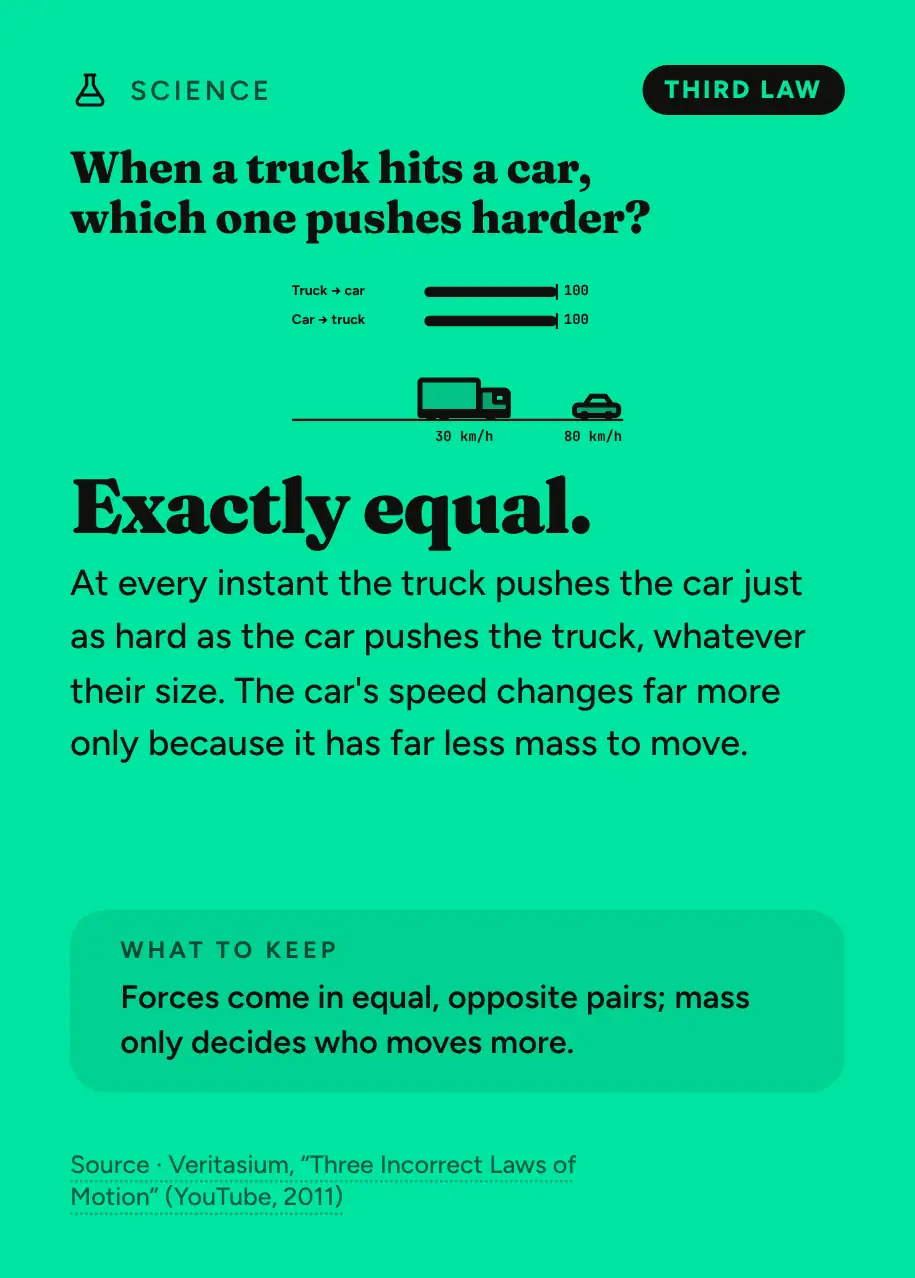 SCIENCE
THIRD LAW
When a truck hits a car,
which one pushes harder?
Truck → car 100
Car → truck 100
30 km/h 80 km/h
Exactly equal.
At every instant the truck pushes the car just
as hard as the car pushes the truck, whatever
their size. The car's speed changes far more
only because it has far less mass to move.
WHAT TO KEEP
Forces come in equal, opposite pairs; mass
only decides who moves more.
Source · Veritasium, “Three Incorrect Laws of
Motion” (YouTube, 2011)